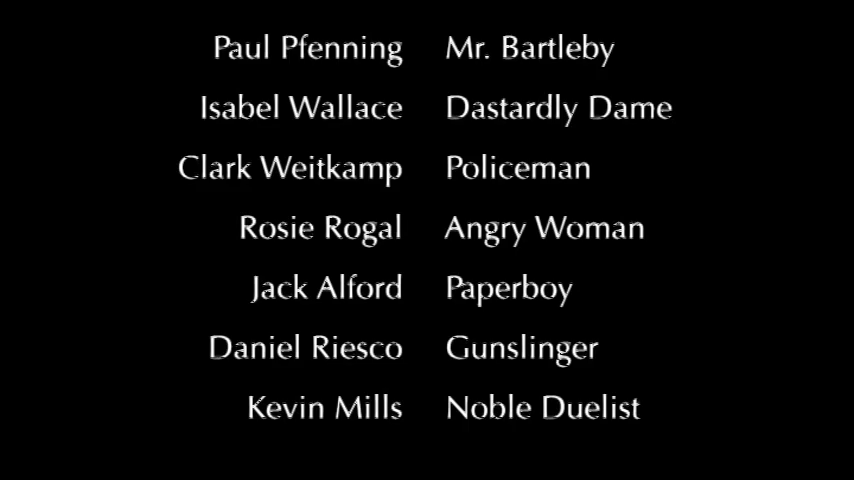 Paul Pfenning Mr. Bartleby
Isabel Wallace Dastardly Dame
Clark Weitkamp Policeman
Rosie Rogal Angry Woman
Jack Alford Paperboy
Daniel Riesco Gunslinger
Kevin Mills Noble Duelist